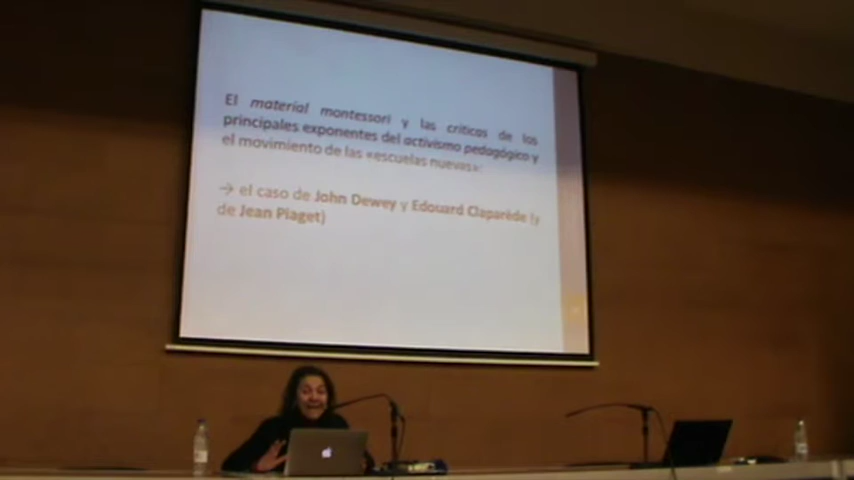 El material montessori y las críticas de los
principales exponentes del activismo pedagógico y
el movimiento de las «escuelas nuevas»:
→ el caso de John Dewey y Edouard Claparède (y
de Jean Piaget)